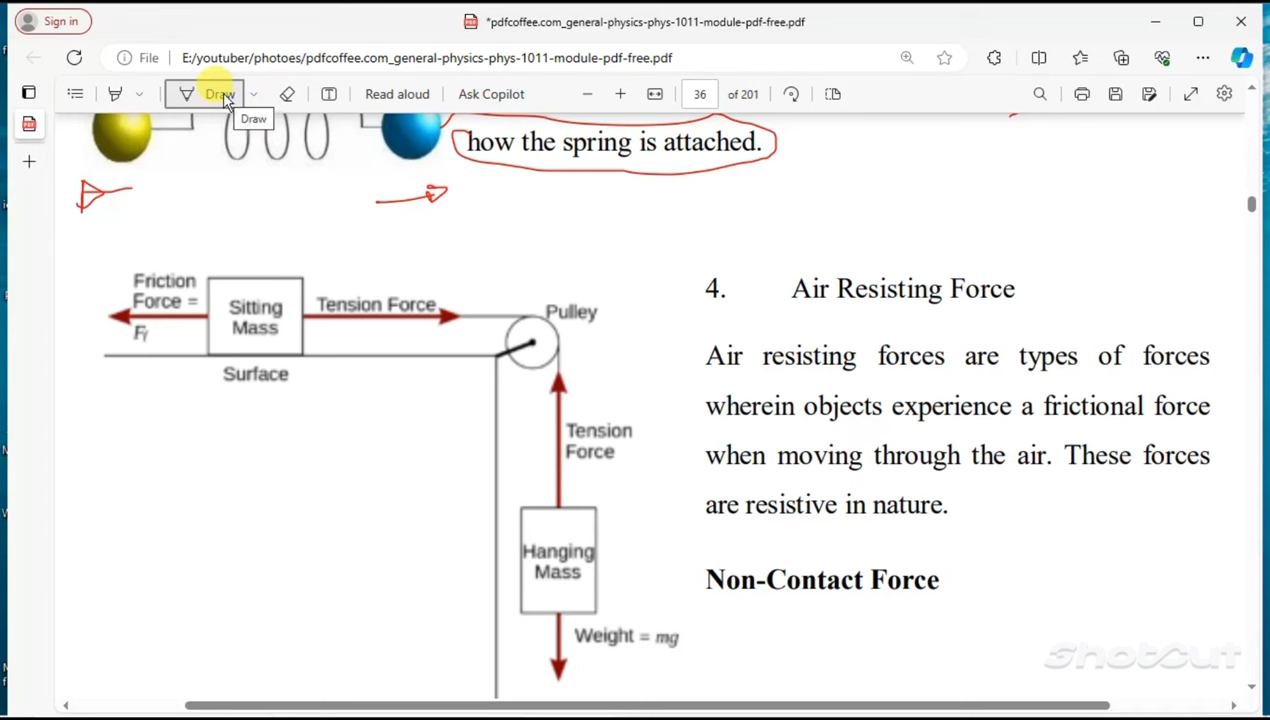 Sign in
*pdfcoffee.com_general-physics-phys-1011-module-pdf-free.pdf
File E:/youtuber/photoes/pdfcoffee.com_general-physics-phys-1011-module-pdf-free.pdf
Draw Read aloud Ask Copilot 36 of 201
Draw
how the spring is attached.
Friction
Force =
Ff
Sitting
Mass
Tension Force
Pulley
Surface
Tension
Force
Hanging
Mass
Weight = mg
4. Air Resisting Force
Air resisting forces are types of forces
wherein objects experience a frictional force
when moving through the air. These forces
are resistive in nature.
Non-Contact Force
shotcut